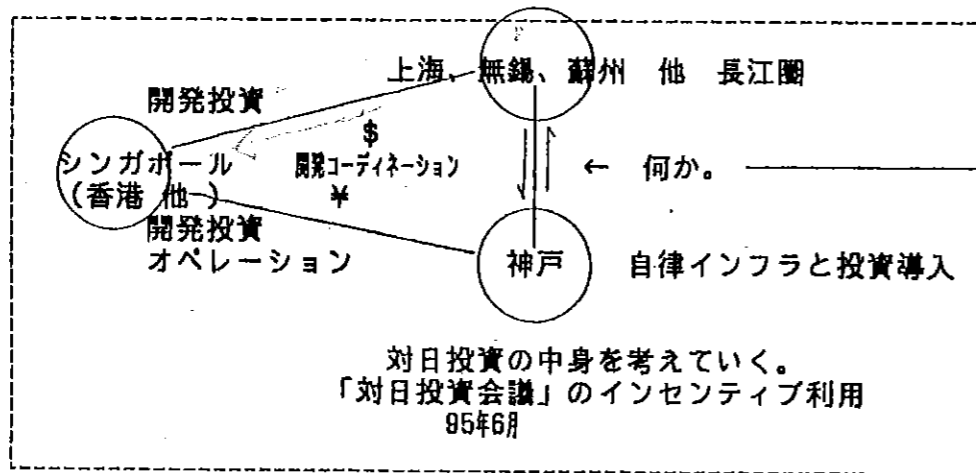 上海、無錫、蘇州 他 長江圏
開発投資
$
シンガポール
開発コーディネーション
← 何か。
(香港 他 )
¥
開発投資
オペレーション
神戸
自律インフラと投資導入
対日投資の中身を考えていく。
「対日投資会議」のインセンティブ利用
95年6月